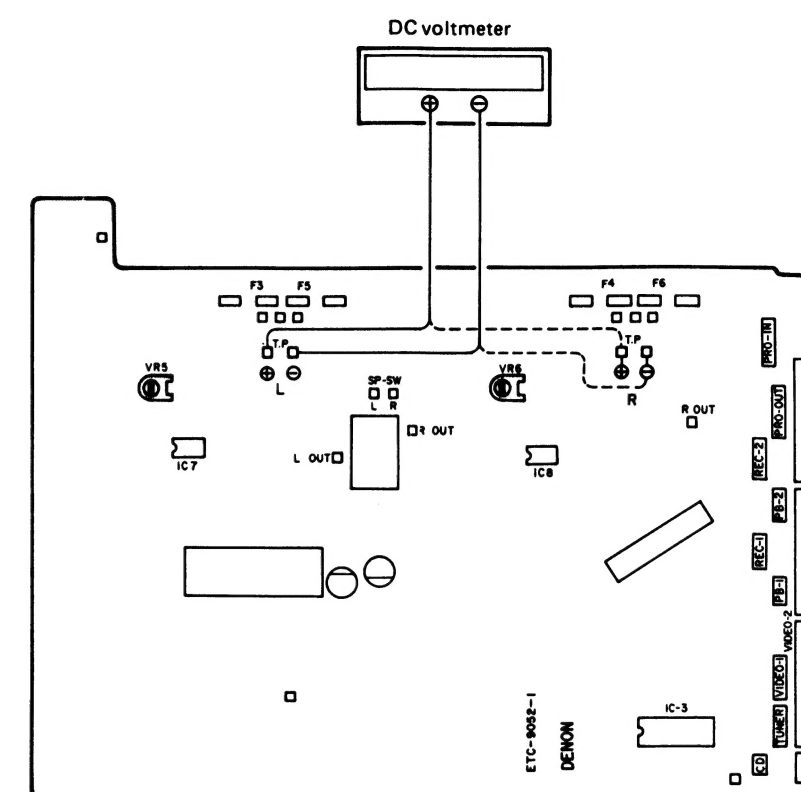 DC voltmeter
⊕ ⊖
F3 F5
F4 F6
T.P
T.P
PRO-IN
VR5
⊕ ⊖
L
SP-SW
L R
VR6
⊕ ⊖
R
PRO-OUT
R OUT
R OUT
L OUT
IC7
IC8
REC-2
PB-2
REC-1
PB-1
VIDEO-2
VIDEO-1
TUNER
CD
IC-3
ETC-9052-1
DENON